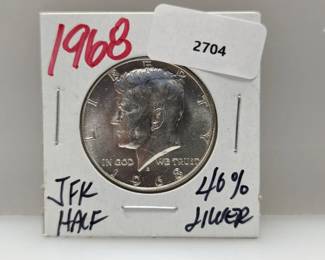 1968
2704
LIBERTY
IN GOD WE TRUST
1968
JFK
HALF
40%
SILVER